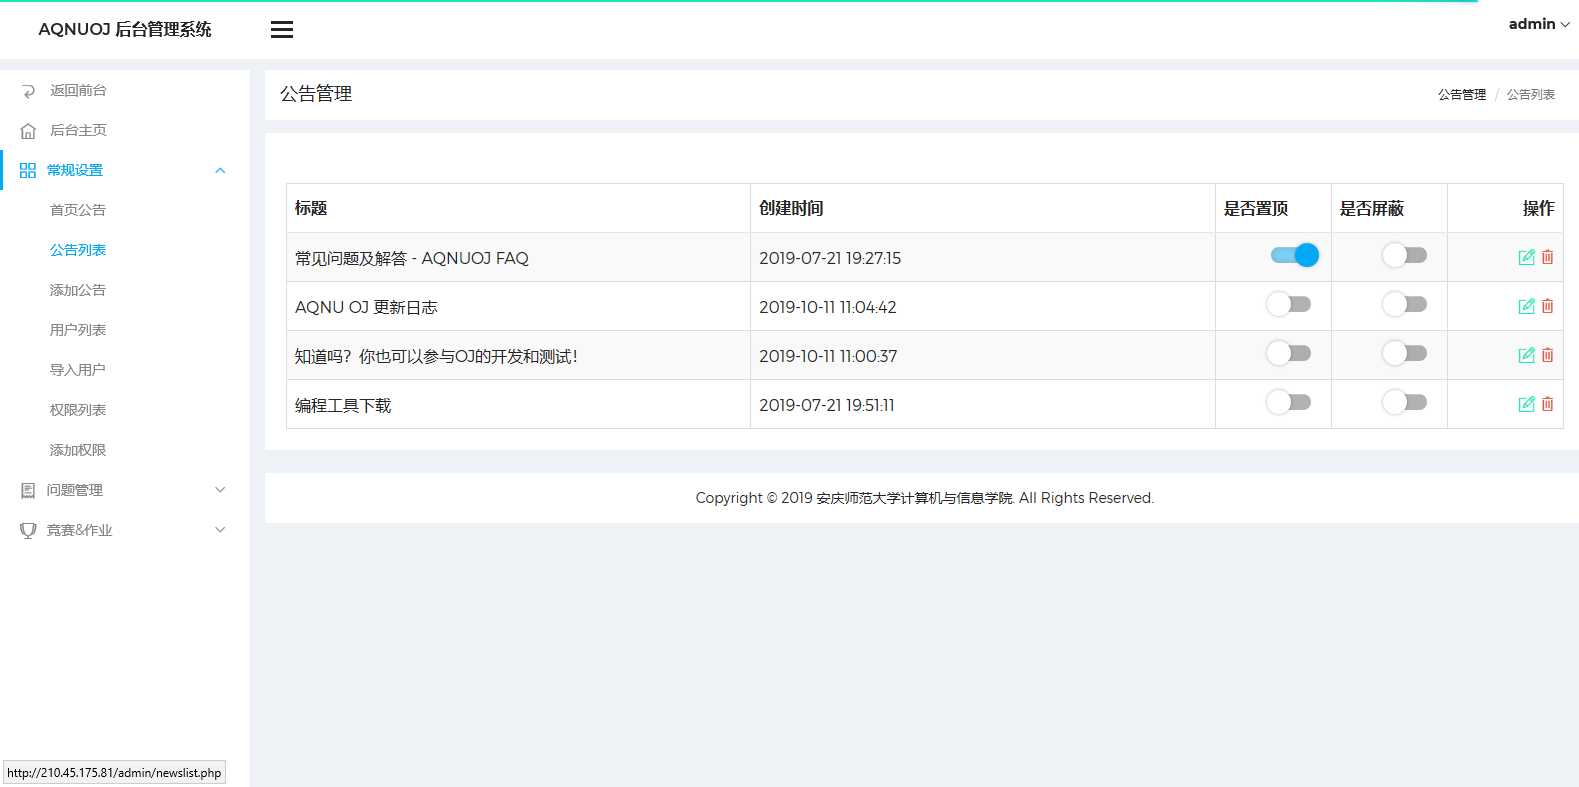 AQNUOJ 后台管理系统
admin
返回前台
后台主页
常规设置
首页公告
公告列表
添加公告
用户列表
导入用户
权限列表
添加权限
问题管理
竞赛&作业
公告管理
公告管理 / 公告列表
标题 创建时间 是否置顶 是否屏蔽 操作
常见问题及解答 - AQNUOJ FAQ 2019-07-21 19:27:15
AQNU OJ 更新日志 2019-10-11 11:04:42
知道吗？你也可以参与OJ的开发和测试！ 2019-10-11 11:00:37
编程工具下载 2019-07-21 19:51:11
Copyright © 2019 安庆师范大学计算机与信息学院. All Rights Reserved.
http://210.45.175.81/admin/newslist.php